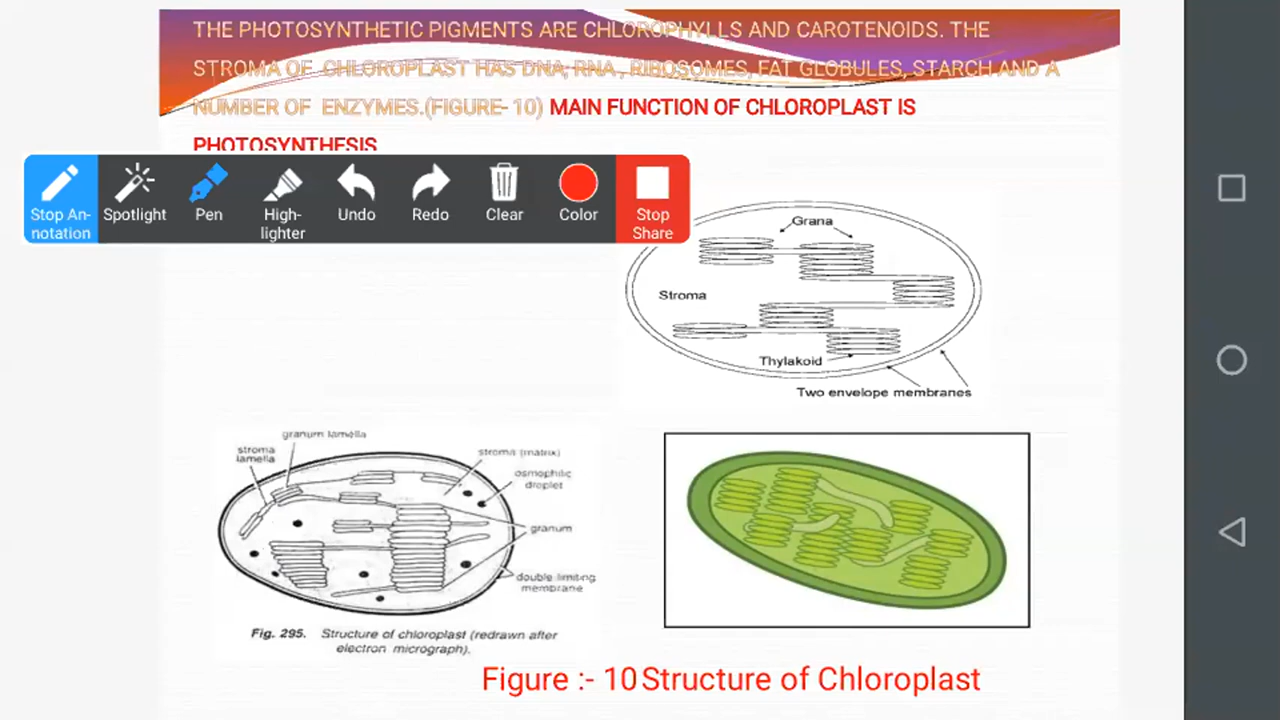 THE PHOTOSYNTHETIC PIGMENTS ARE CHLOROPHYLLS AND CAROTENOIDS. THE
STROMA OF CHLOROPLAST HAS DNA, RNA , RIBOSOMES, FAT GLOBULES, STARCH AND A
NUMBER OF ENZYMES.(FIGURE- 10) MAIN FUNCTION OF CHLOROPLAST IS
PHOTOSYNTHESIS
Stop An-
notation
Spotlight
Pen
High-
lighter
Undo
Redo
Clear
Color
Stop
Share
Grana
Stroma
Thylakoid
Two envelope membranes
granum lamella
stroma
lamella
stroma (matrix)
osmophilic
droplet
granum
double limiting
membrane
Fig. 295. Structure of chloroplast (redrawn after
electron micrograph).
Figure :- 10 Structure of Chloroplast